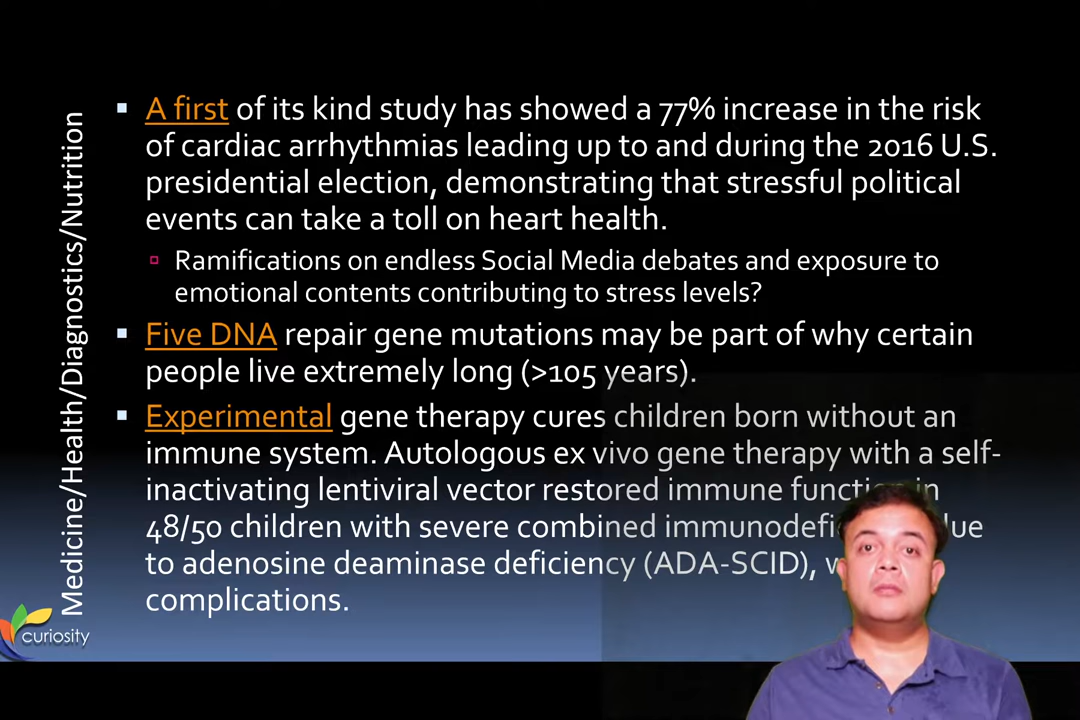 Medicine/Health/Diagnostics/Nutrition
A first of its kind study has showed a 77% increase in the risk
of cardiac arrhythmias leading up to and during the 2016 U.S.
presidential election, demonstrating that stressful political
events can take a toll on heart health.
Ramifications on endless Social Media debates and exposure to
emotional contents contributing to stress levels?
Five DNA repair gene mutations may be part of why certain
people live extremely long (>105 years).
Experimental gene therapy cures children born without an
immune system. Autologous ex vivo gene therapy with a self-
inactivating lentiviral vector restored immune function in
48/50 children with severe combined
to adenosine deaminase deficiency (ADA-SCID),
complications.
curiosity